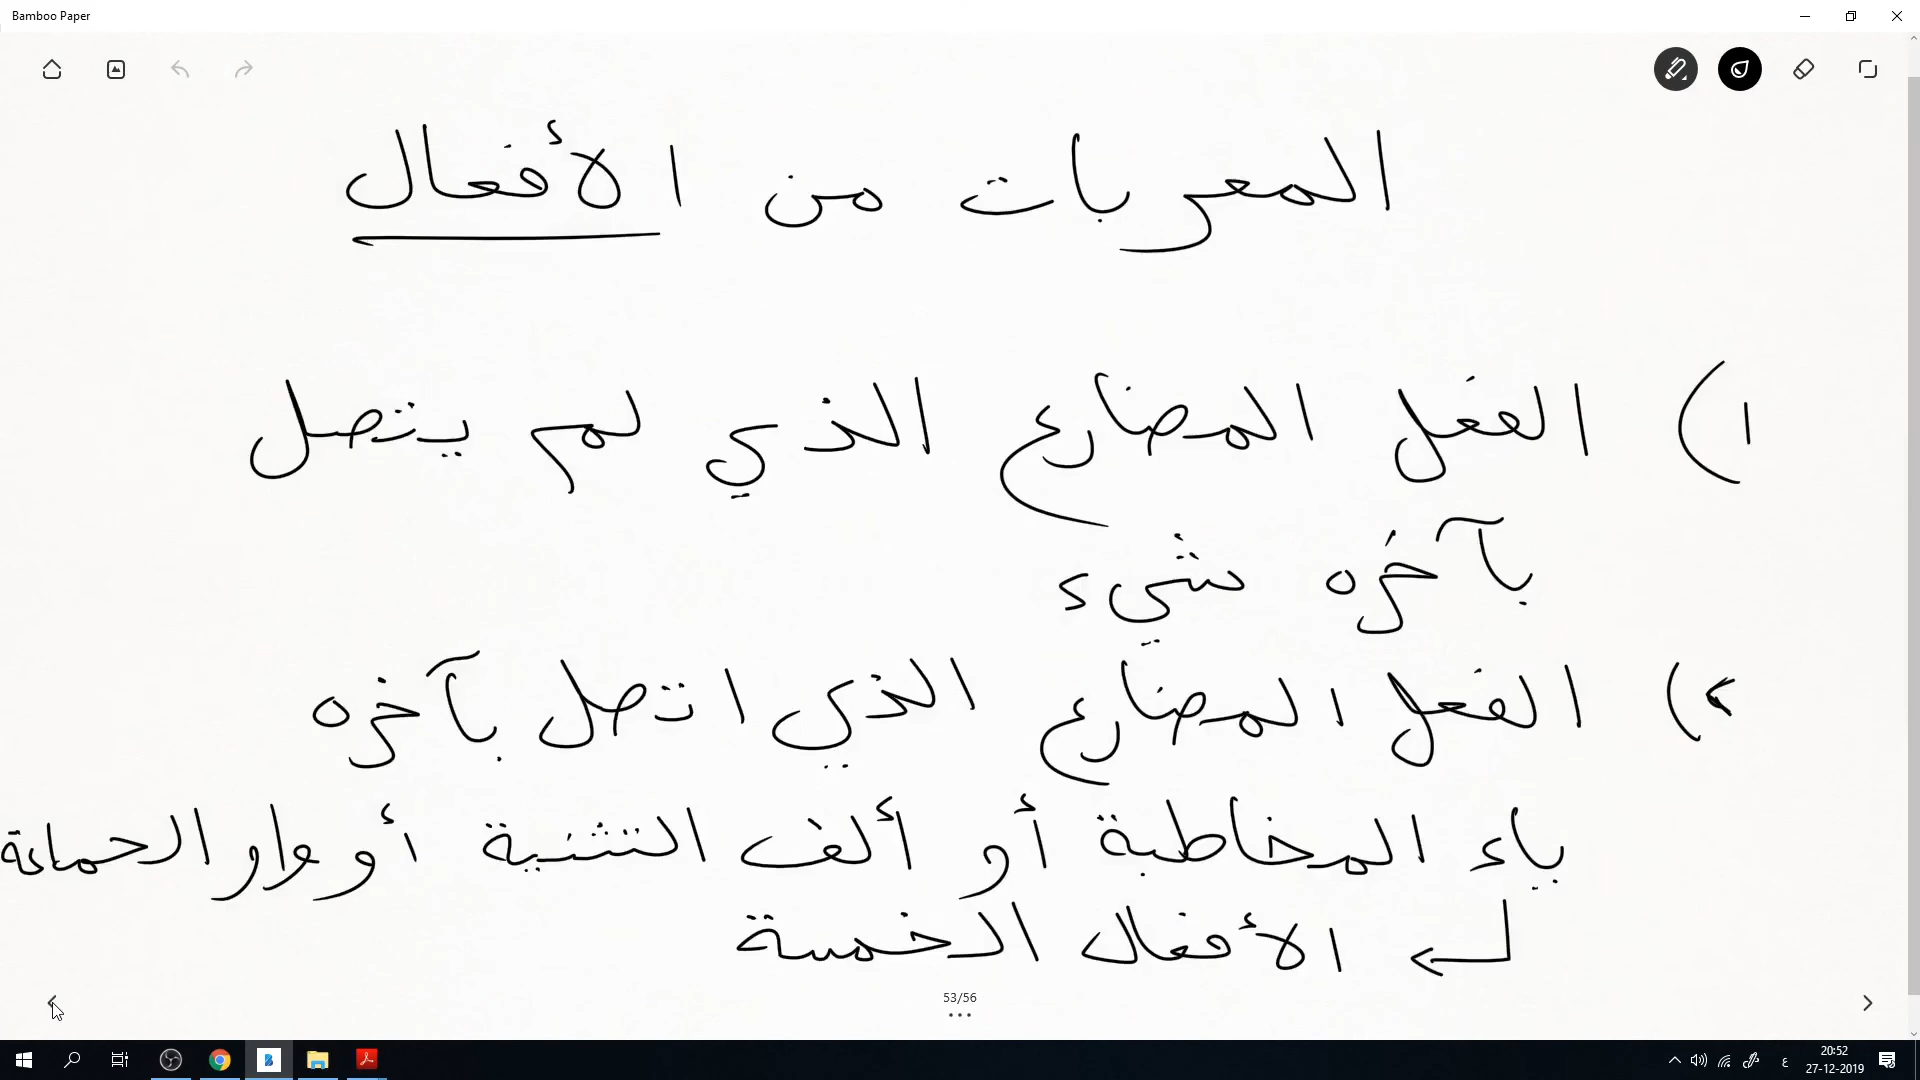 Bamboo Paper
المعربات من الأفعال
١) الفعل المضارع الذي لم يتصل
بآخره شيء
٢) الفعل المضارع الذي اتصل بآخره
ياء المخاطبة أو ألف التثنية أو واو الجماعة
الأفعال الخمسة
53/56
ع
20:52
27-12-2019